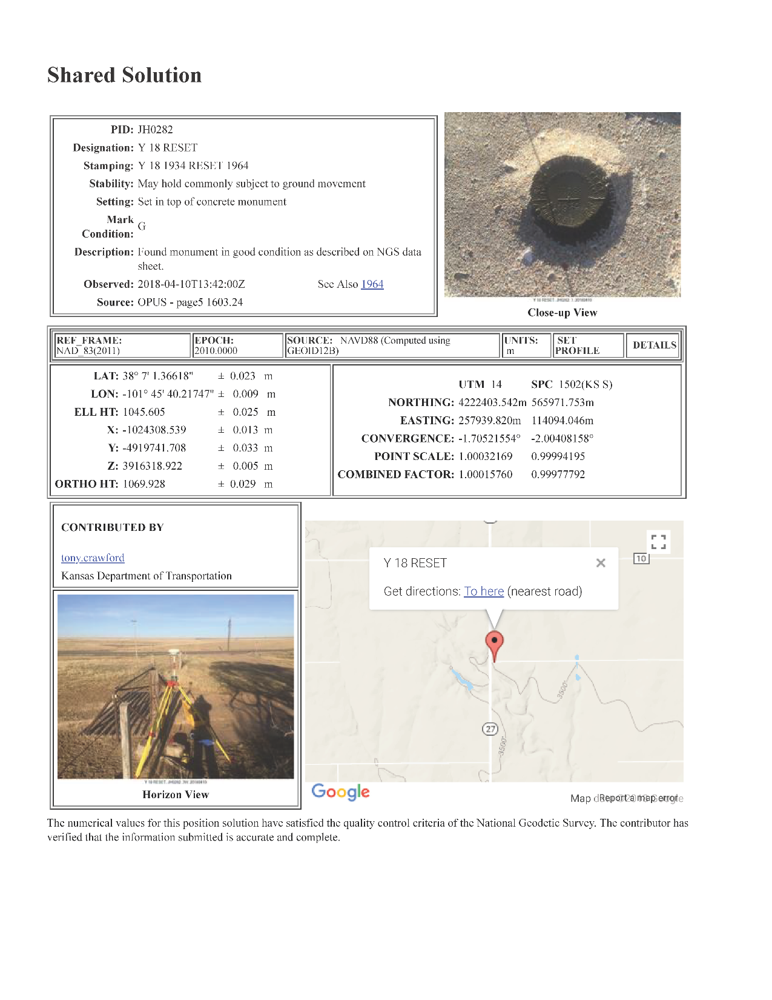 Shared Solution
PID: JH0282
Designation: Y 18 RESET
Stamping: Y 18 1934 RESET 1964
Stability: May hold commonly subject to ground movement
Setting: Set in top of concrete monument
Mark
Condition: G
Description: Found monument in good condition as described on NGS data
sheet.
Observed: 2018-04-10T13:42:00Z See Also 1964
Source: OPUS - page5 1603.24
Y 18 RESET
Close-up View
REF_FRAME: EPOCH: SOURCE: NAVD88 (Computed using UNITS: SET DETAILS
NAD_83(2011) 2010.0000 GEOID12B) m PROFILE
LAT: 38° 7' 1.36618" ± 0.023 m
LON: -101° 45' 40.21747" ± 0.009 m
ELL HT: 1045.605 ± 0.025 m
X: -1024308.539 ± 0.013 m
Y: -4919741.708 ± 0.033 m
Z: 3916318.922 ± 0.005 m
ORTHO HT: 1069.928 ± 0.029 m
UTM 14 SPC 1502(KS S)
NORTHING: 4222403.542m 565971.753m
EASTING: 257939.820m 114094.046m
CONVERGENCE: -1.70521554° -2.00408158°
POINT SCALE: 1.00032169 0.99994195
COMBINED FACTOR: 1.00015760 0.99977792
CONTRIBUTED BY
tony.crawford
Kansas Department of Transportation
Y 18 RESET
Horizon View
Y 18 RESET
Get directions: To here (nearest road)
10
3500'
27
3500'
Google
Map Report a map error
The numerical values for this position solution have satisfied the quality control criteria of the National Geodetic Survey. The contributor has
verified that the information submitted is accurate and complete.